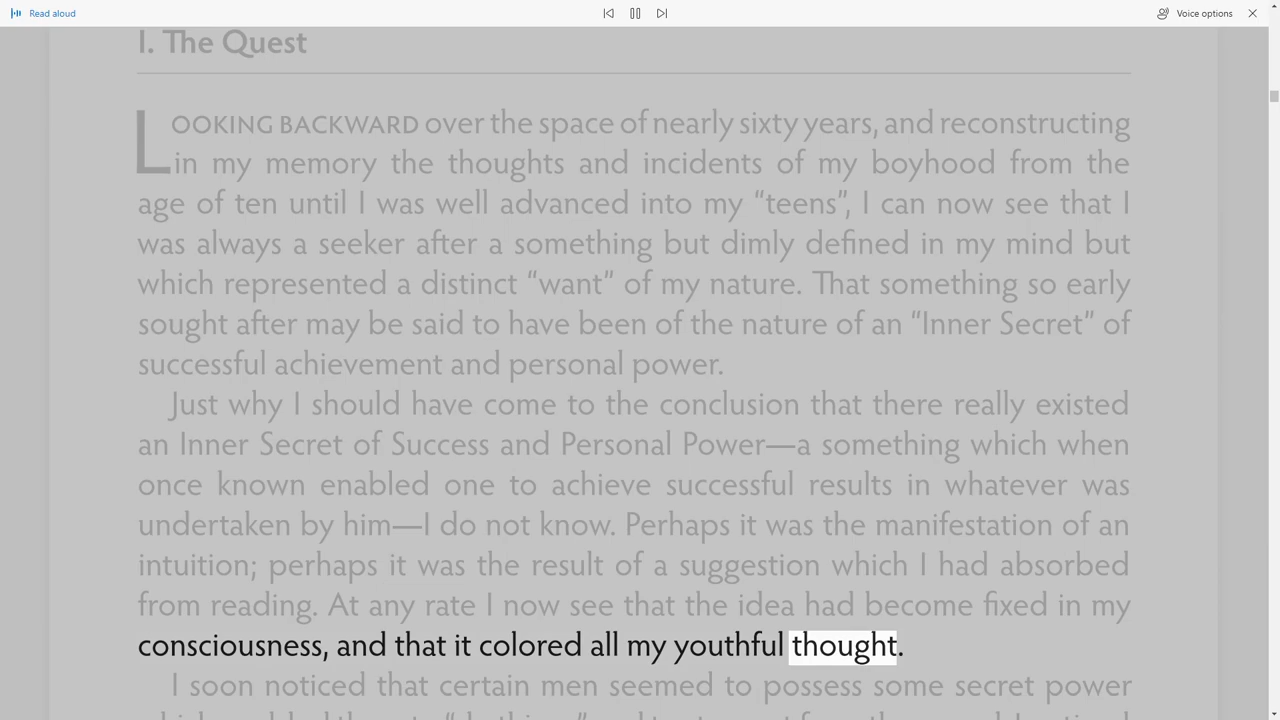 Read aloud
Voice options
I. The Quest
LOOKING BACKWARD over the space of nearly sixty years, and reconstructing
in my memory the thoughts and incidents of my boyhood from the
age of ten until I was well advanced into my “teens”, I can now see that I
was always a seeker after a something but dimly defined in my mind but
which represented a distinct “want” of my nature. That something so early
sought after may be said to have been of the nature of an “Inner Secret” of
successful achievement and personal power.
Just why I should have come to the conclusion that there really existed
an Inner Secret of Success and Personal Power—a something which when
once known enabled one to achieve successful results in whatever was
undertaken by him—I do not know. Perhaps it was the manifestation of an
intuition; perhaps it was the result of a suggestion which I had absorbed
from reading. At any rate I now see that the idea had become fixed in my
consciousness, and that it colored all my youthful thought.
I soon noticed that certain men seemed to possess some secret power